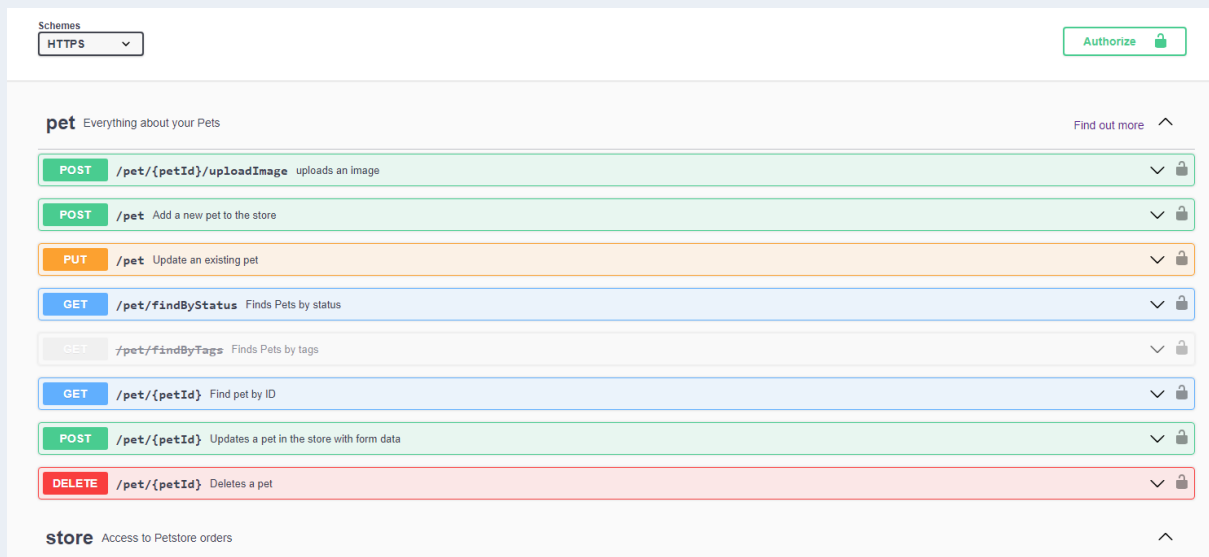 Schemes
HTTPS
Authorize
pet Everything about your Pets Find out more
POST /pet/{petId}/uploadImage uploads an image
POST /pet Add a new pet to the store
PUT /pet Update an existing pet
GET /pet/findByStatus Finds Pets by status
GET /pet/findByTags Finds Pets by tags
GET /pet/{petId} Find pet by ID
POST /pet/{petId} Updates a pet in the store with form data
DELETE /pet/{petId} Deletes a pet
store Access to Petstore orders